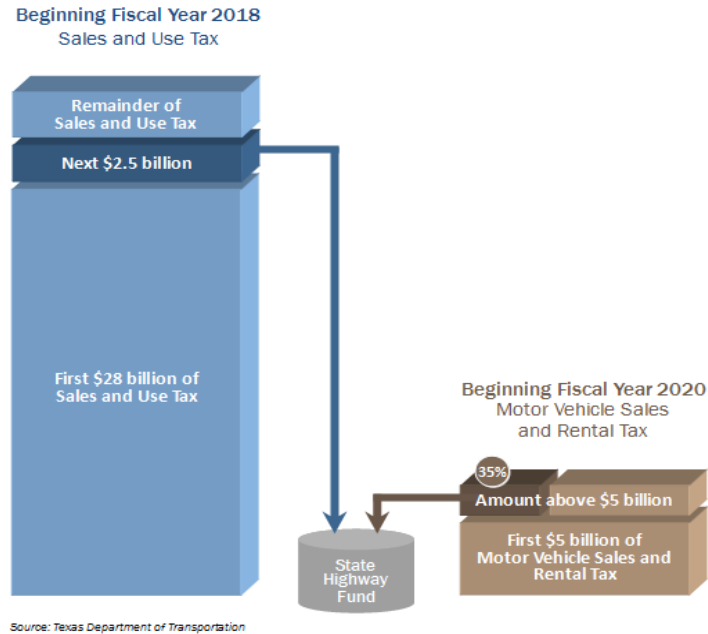 Beginning Fiscal Year 2018
Sales and Use Tax
Remainder of
Sales and Use Tax
Next $2.5 billion
First $28 billion of
Sales and Use Tax
Beginning Fiscal Year 2020
Motor Vehicle Sales
and Rental Tax
35%
Amount above $5 billion
First $5 billion of
Motor Vehicle Sales and
Rental Tax
State
Highway
Fund
Source: Texas Department of Transportation